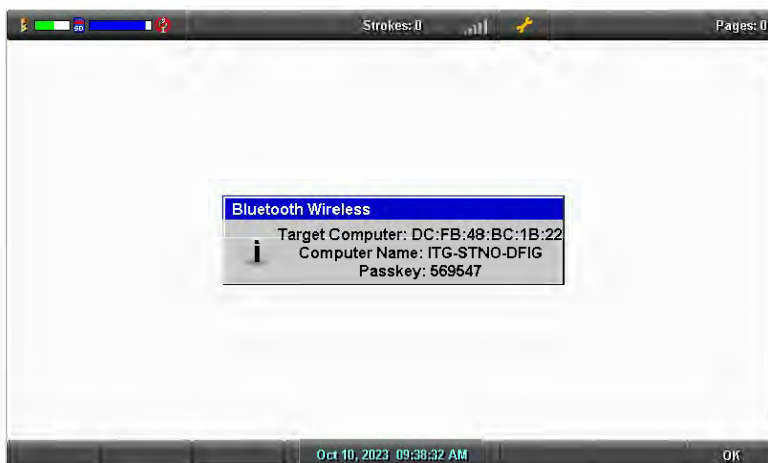 SD Strokes: 0 Pages: 0
Bluetooth Wireless
Target Computer: DC:FB:48:BC:1B:22
Computer Name: ITG-STNO-DFIG
Passkey: 569547
Oct 10, 2023 09:38:32 AM OK